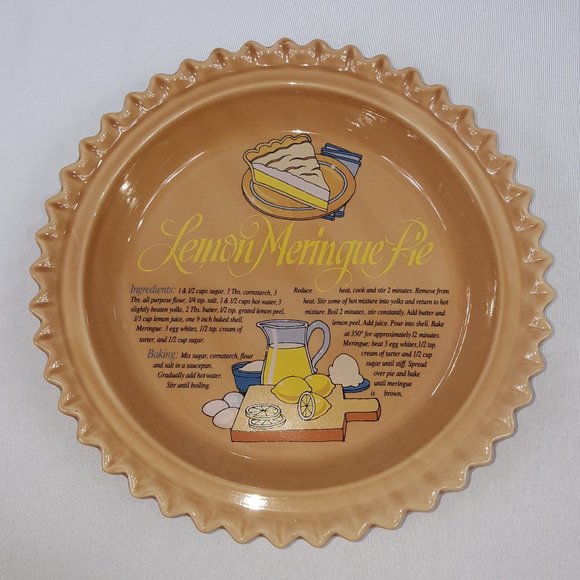 Lemon Meringue Pie
Ingredients: 1 & 1/2 cups sugar, 3 Tbs. cornstarch, 3
Tbs. all purpose flour, 1/4 tsp. salt, 1 & 1/2 cups hot water, 3
slightly beaten yolks, 2 Tbs. butter, 1/2 tsp. grated lemon peel,
1/3 cup lemon juice, one 9 inch baked shell.
Meringue: 3 egg whites, 1/2 tsp. cream of
tarter, and 1/2 cup sugar.
Baking: Mix sugar, cornstarch, flour
and salt in a saucepan.
Gradually add hot water.
Stir until boiling.
Reduce heat, cook and stir 2 minutes. Remove from
heat. Stir some of hot mixture into yolks and return to hot
mixture. Boil 2 minutes, stir constantly. Add butter and
lemon peel. Add juice. Pour into shell. Bake
at 350° for approximately 12 minutes.
Meringue: beat 3 egg whites, 1/2 tsp.
cream of tarter and 1/2 cup
sugar until stiff. Spread
over pie and bake
until meringue
is brown.